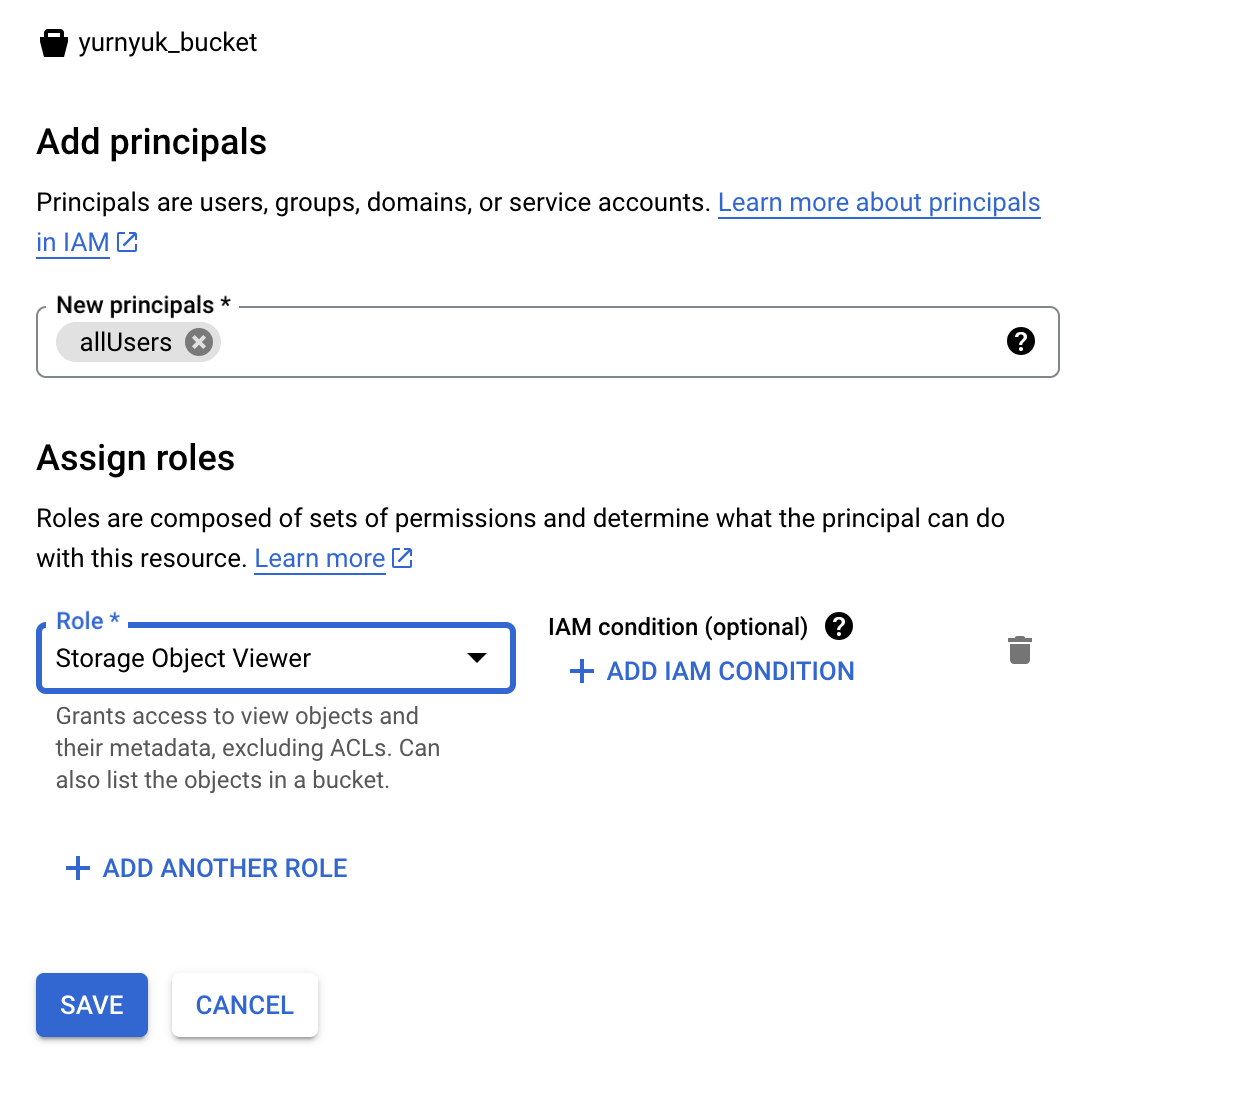 yurnyuk_bucket
Add principals
Principals are users, groups, domains, or service accounts. Learn more about principals
in IAM
New principals *
allUsers
Assign roles
Roles are composed of sets of permissions and determine what the principal can do
with this resource. Learn more
Role *
Storage Object Viewer
Grants access to view objects and
their metadata, excluding ACLs. Can
also list the objects in a bucket.
IAM condition (optional)
ADD IAM CONDITION
ADD ANOTHER ROLE
SAVE
CANCEL